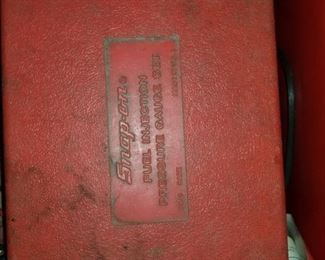 Snap-on®
FUEL INJECTION
PRESSURE GAUGE SET